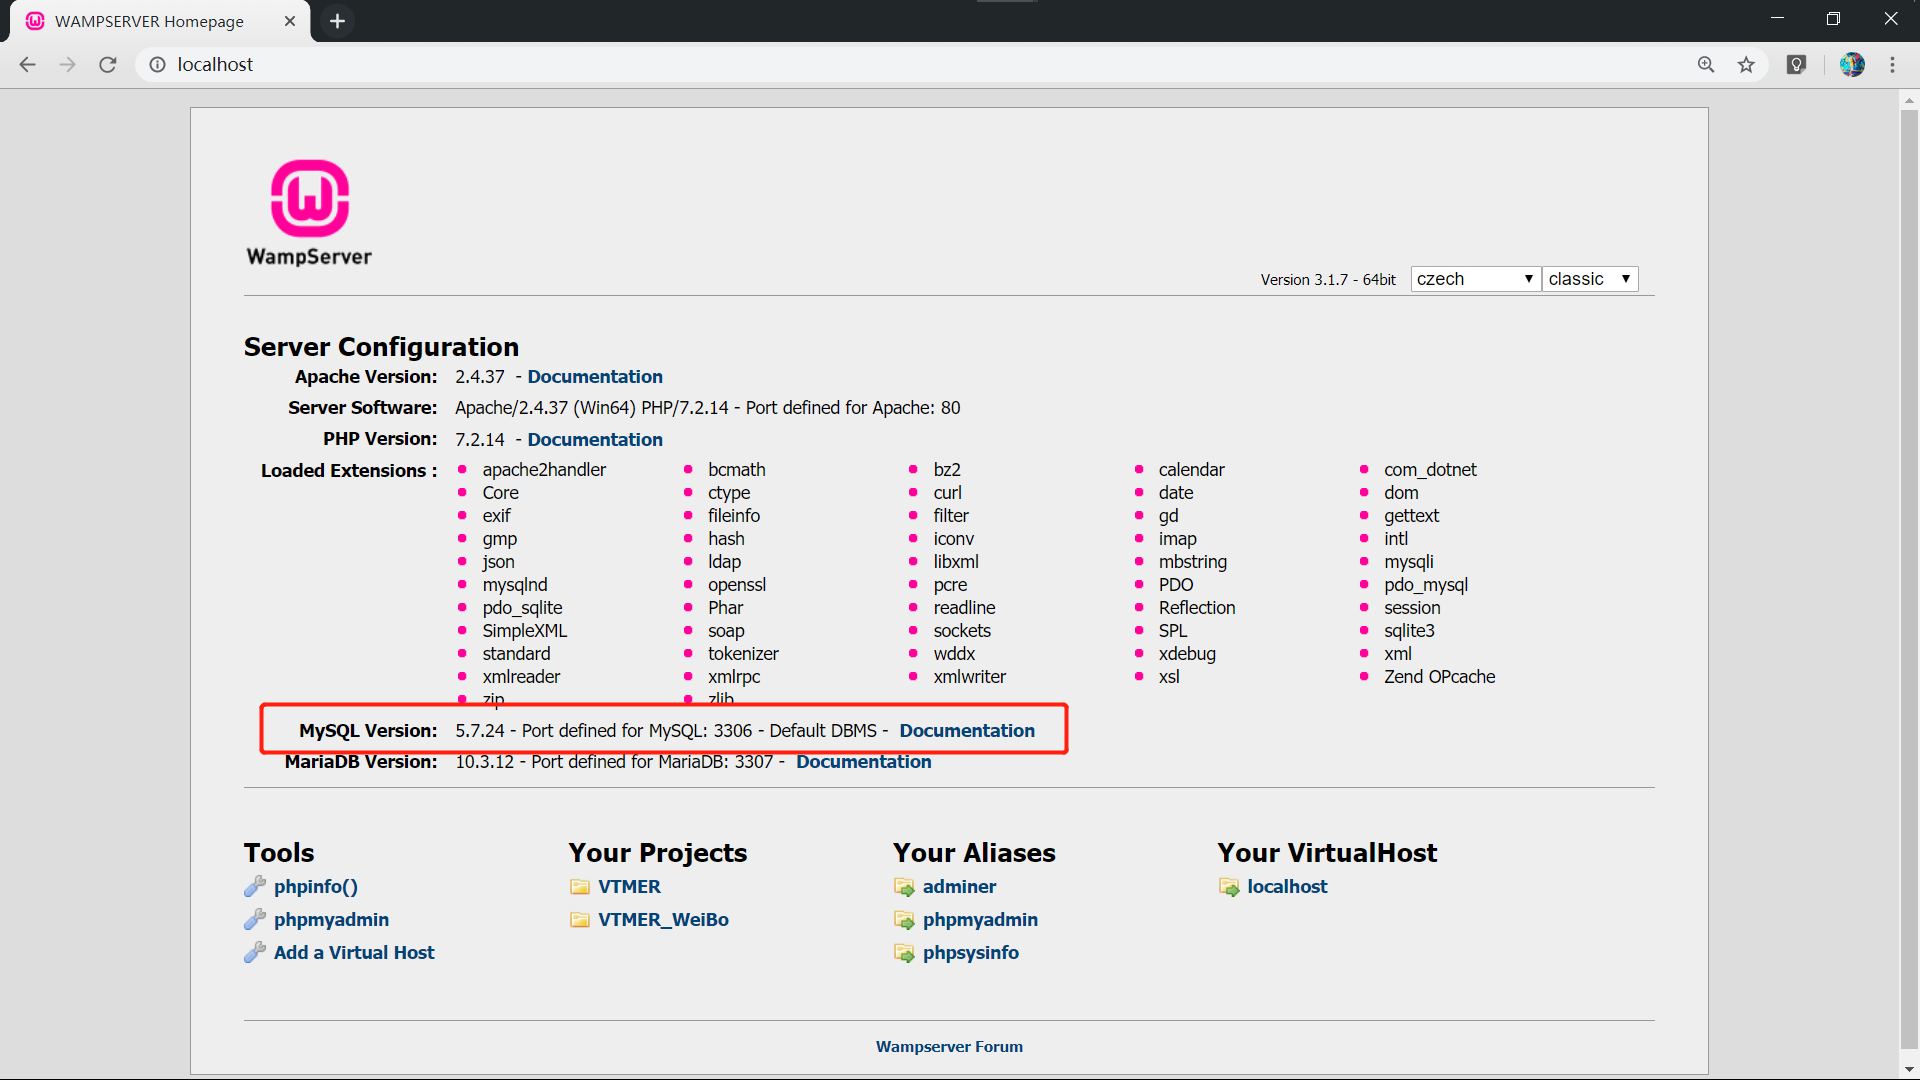 WAMPSERVER Homepage
localhost
WampServer
Version 3.1.7 - 64bit czech classic
Server Configuration
Apache Version: 2.4.37 - Documentation
Server Software: Apache/2.4.37 (Win64) PHP/7.2.14 - Port defined for Apache: 80
PHP Version: 7.2.14 - Documentation
Loaded Extensions : apache2handler bcmath bz2 calendar com_dotnet
Core ctype curl date dom
exif fileinfo filter gd gettext
gmp hash iconv imap intl
json ldap libxml mbstring mysqli
mysqlnd openssl pcre PDO pdo_mysql
pdo_sqlite Phar readline Reflection session
SimpleXML soap sockets SPL sqlite3
standard tokenizer wddx xdebug xml
xmlreader xmlrpc xmlwriter xsl Zend OPcache
zip zlib
MySQL Version: 5.7.24 - Port defined for MySQL: 3306 - Default DBMS - Documentation
MariaDB Version: 10.3.12 - Port defined for MariaDB: 3307 - Documentation
Tools
phpinfo()
phpmyadmin
Add a Virtual Host
Your Projects
VTMER
VTMER_WeiBo
Your Aliases
adminer
phpmyadmin
phpsysinfo
Your VirtualHost
localhost
Wampserver Forum